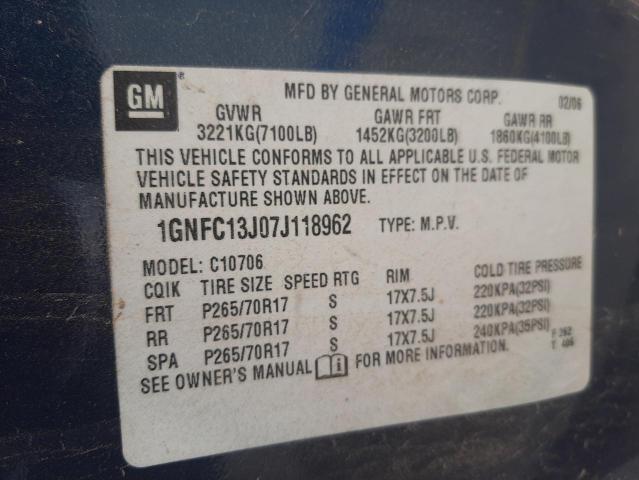 GM
MFD BY GENERAL MOTORS CORP. 02/06
GVWR GAWR FRT GAWR RR
3221KG(7100LB) 1452KG(3200LB) 1860KG(4100LB)
THIS VEHICLE CONFORMS TO ALL APPLICABLE U.S. FEDERAL MOTOR
VEHICLE SAFETY STANDARDS IN EFFECT ON THE DATE OF
MANUFACTURE SHOWN ABOVE.
1GNFC13J07J118962 TYPE: M.P.V.
MODEL: C10706
CQIK TIRE SIZE SPEED RTG RIM COLD TIRE PRESSURE
FRT P265/70R17 S 17X7.5J 220KPA(32PSI)
RR P265/70R17 S 17X7.5J 220KPA(32PSI)
SPA P265/70R17 S 17X7.5J 240KPA(35PSI)
SEE OWNER'S MANUAL i FOR MORE INFORMATION.